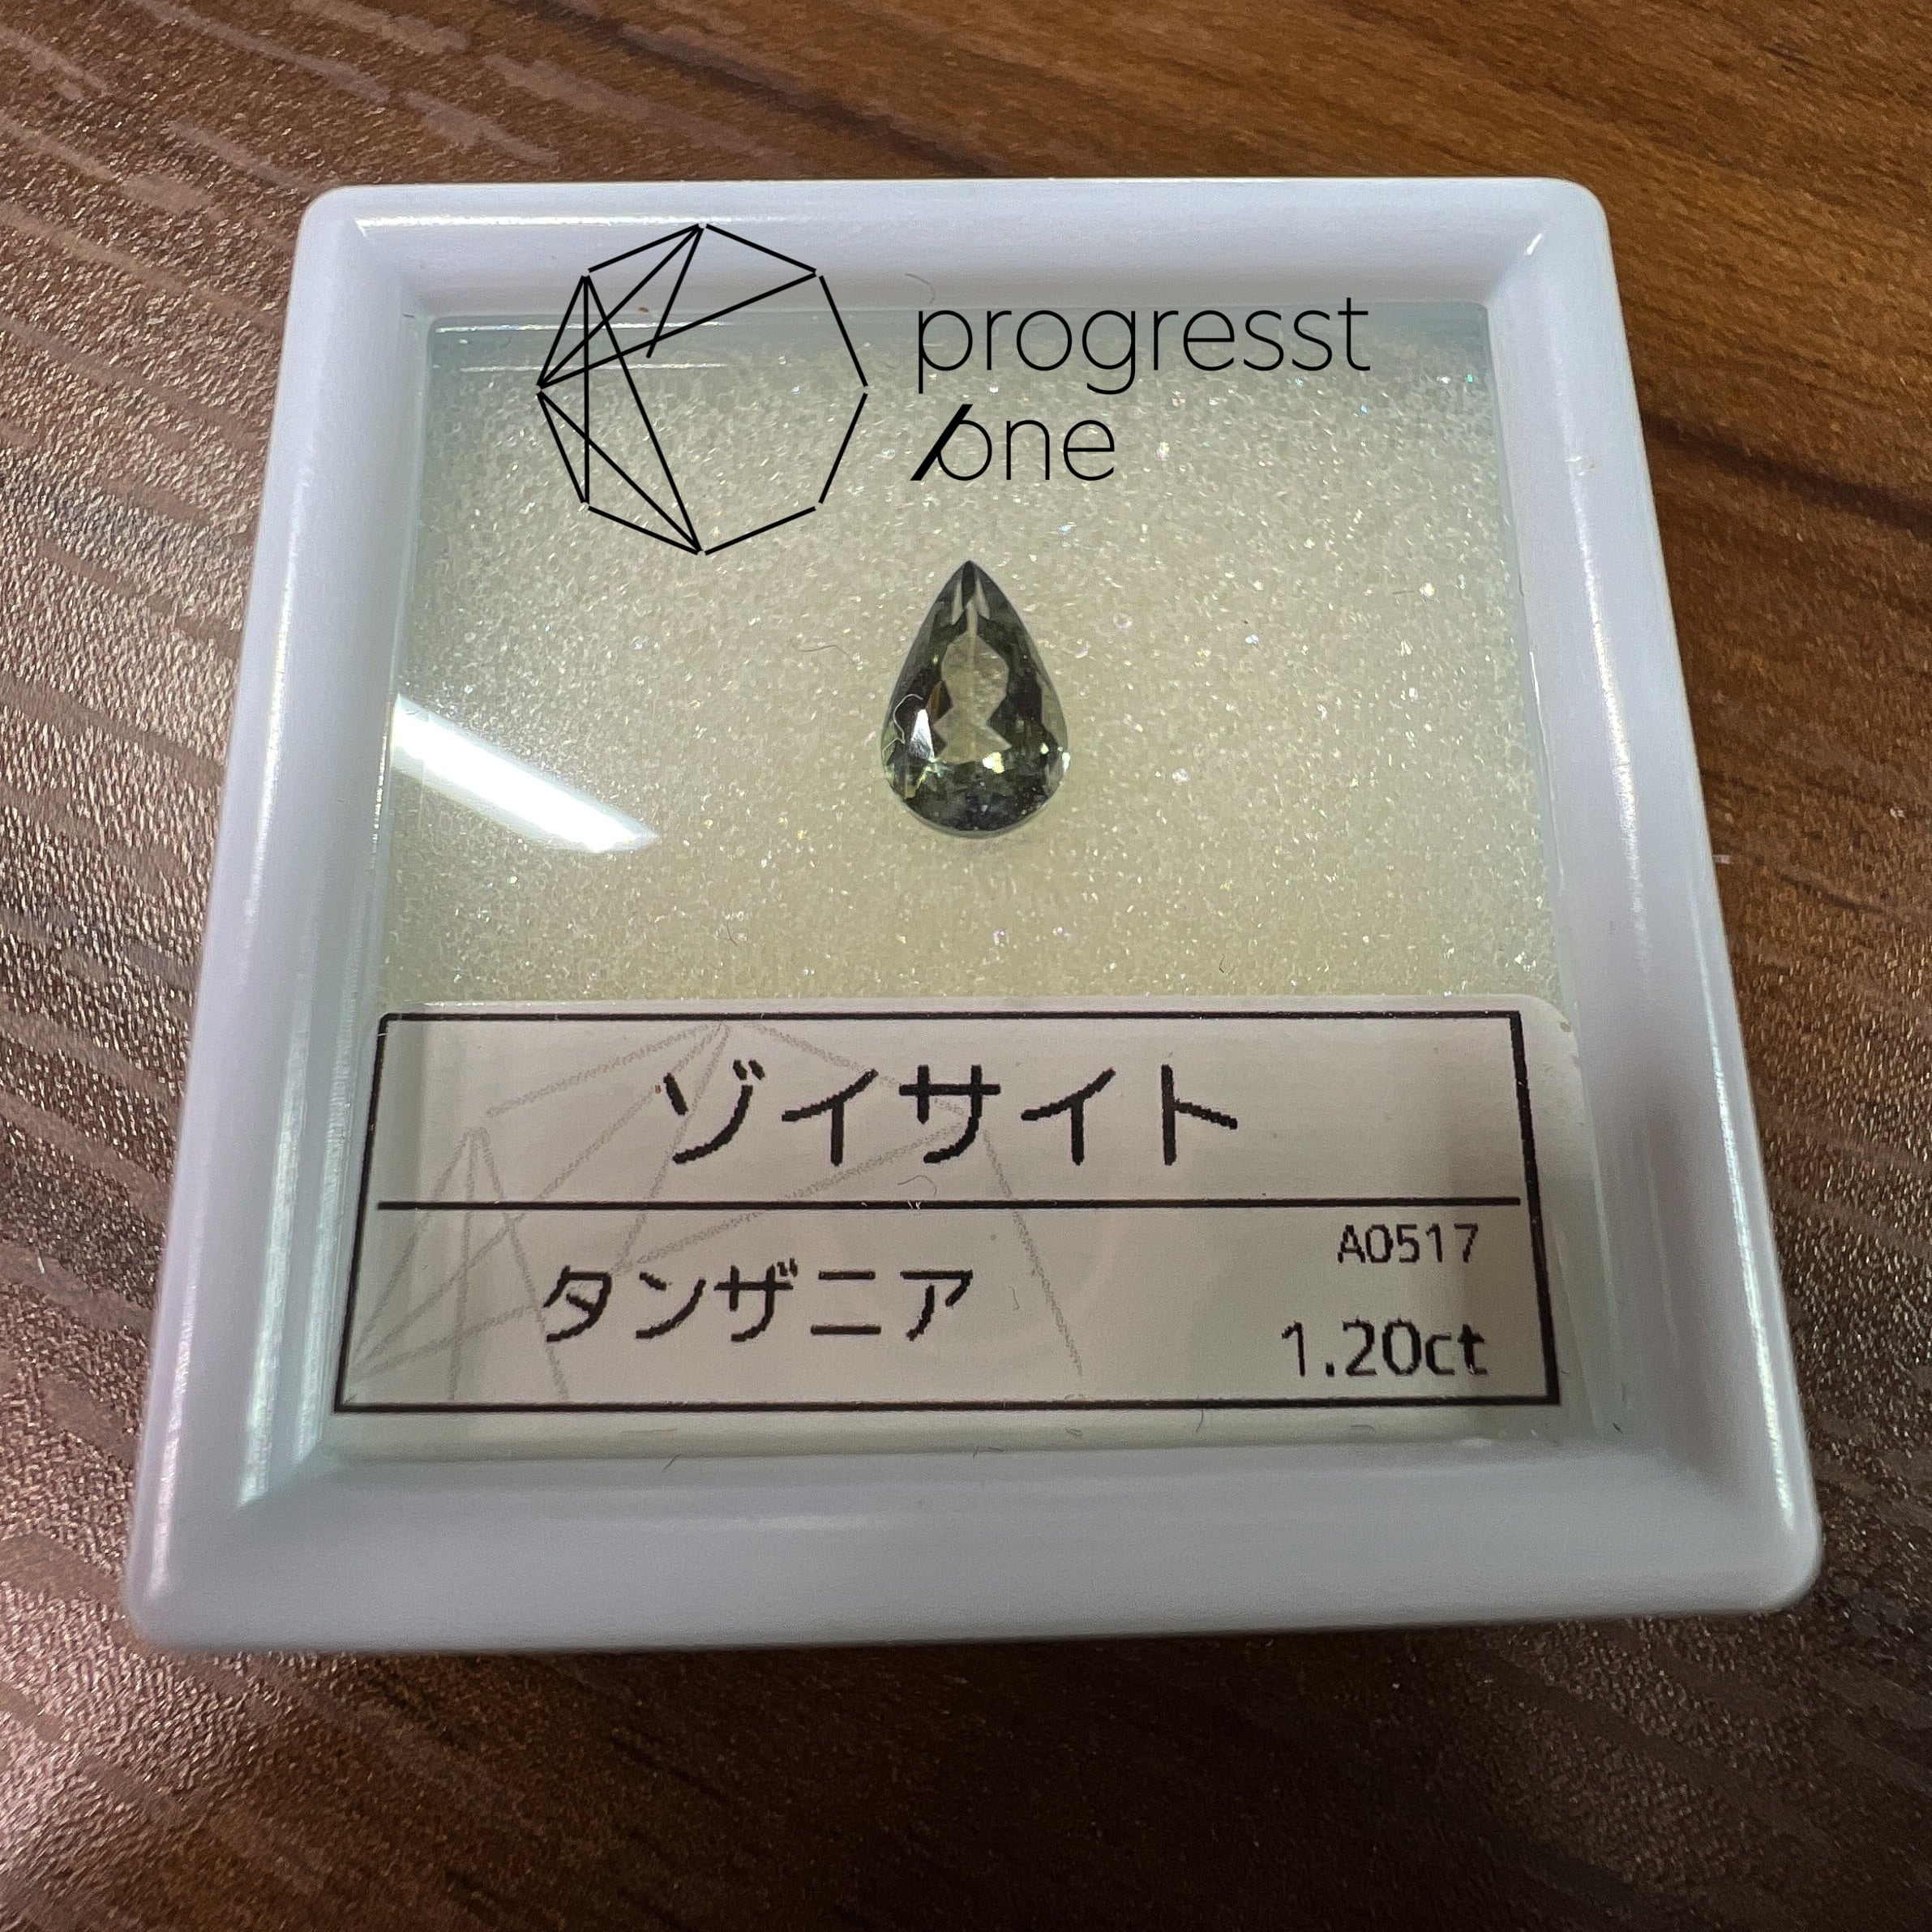 progresst
one
ゾイサイト
A0517
タンザニア
1.20ct